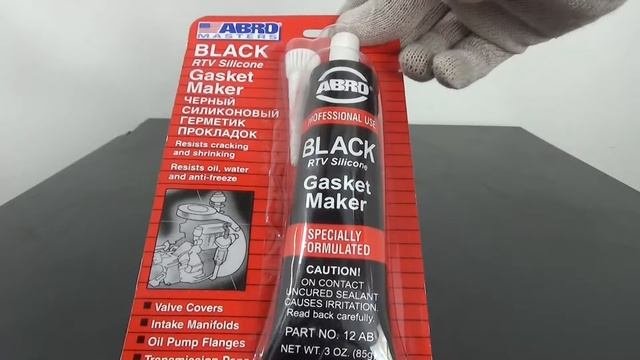 ABRO
MASTERS
BLACK
RTV Silicone
Gasket
Maker
ЧЕРНЫЙ
СИЛИКОНОВЫЙ
ГЕРМЕТИК
ПРОКЛАДОК
Resists cracking
and shrinking
Resists oil, water
and anti-freeze
Valve Covers
Intake Manifolds
Oil Pump Flanges
Transmission Pans
ABRO
PROFESSIONAL USE
BLACK
RTV Silicone
Gasket
Maker
SPECIALLY
FORMULATED
CAUTION!
ON CONTACT
UNCURED SEALANT
CAUSES IRRITATION.
Read back carefully.
PART NO. 12 AB
NET WT. 3 OZ. (85g)